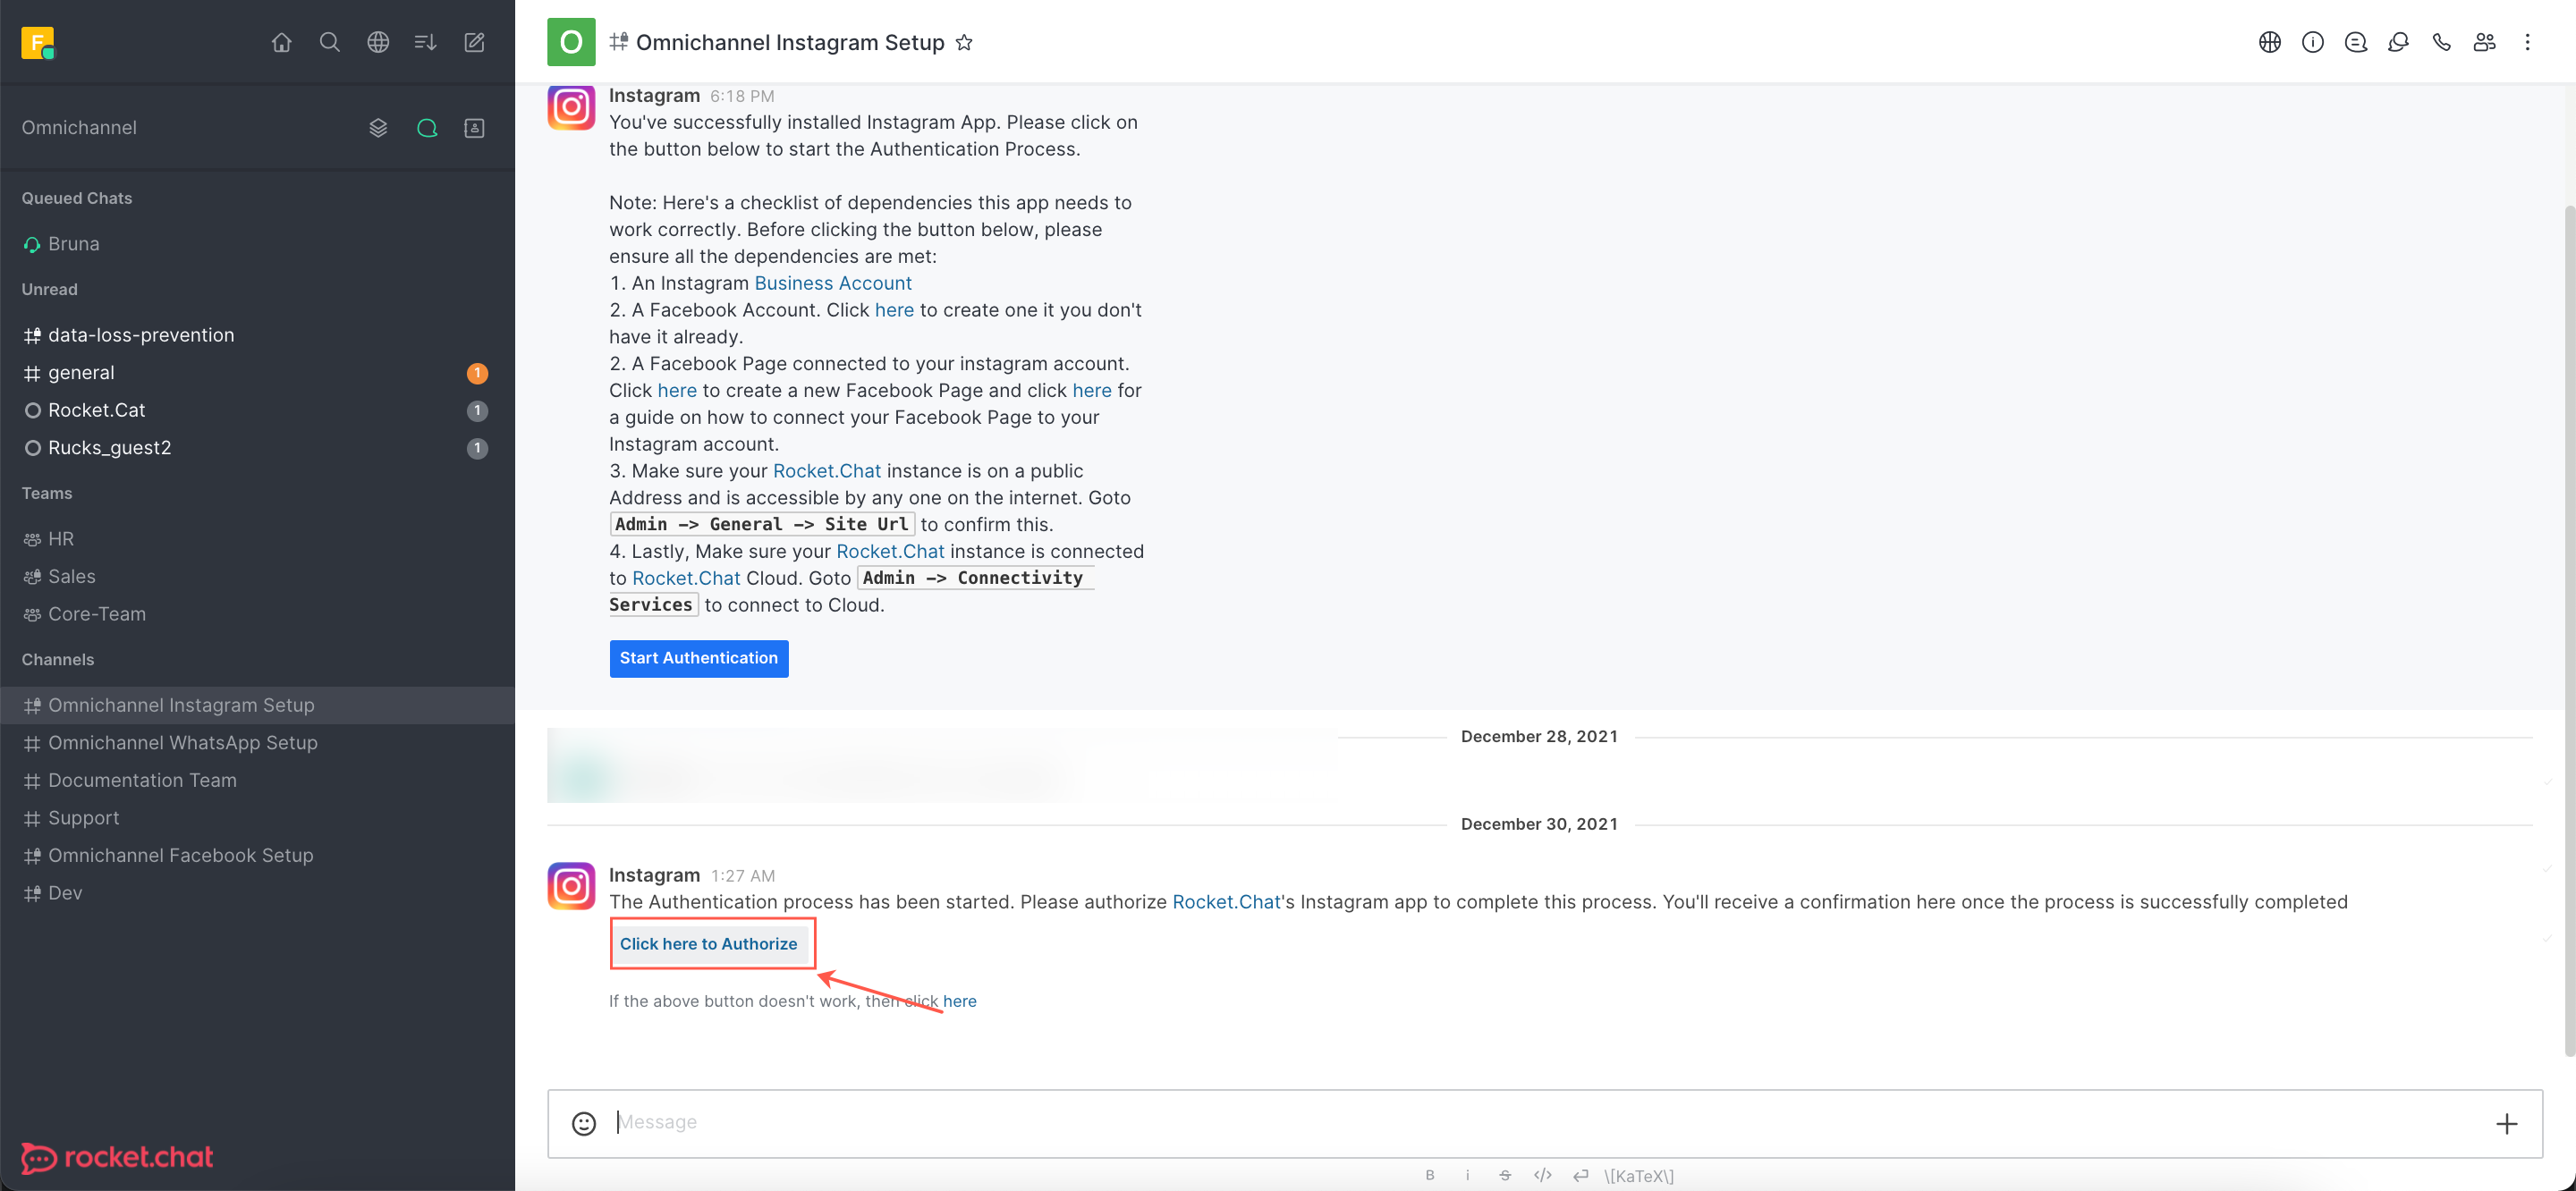 F
Omnichannel
Queued Chats
Bruna
Unread
data-loss-prevention
general
1
Rocket.Cat
1
Rucks_guest2
1
Teams
HR
Sales
Core-Team
Channels
Omnichannel Instagram Setup
Omnichannel WhatsApp Setup
Documentation Team
Support
Omnichannel Facebook Setup
Dev
rocket.chat
O
Omnichannel Instagram Setup
Instagram 6:18 PM
You've successfully installed Instagram App. Please click on
the button below to start the Authentication Process.
Note: Here's a checklist of dependencies this app needs to
work correctly. Before clicking the button below, please
ensure all the dependencies are met:
1. An Instagram Business Account
2. A Facebook Account. Click here to create one it you don't
have it already.
2. A Facebook Page connected to your instagram account.
Click here to create a new Facebook Page and click here for
a guide on how to connect your Facebook Page to your
Instagram account.
3. Make sure your Rocket.Chat instance is on a public
Address and is accessible by any one on the internet. Goto
Admin -> General -> Site Url to confirm this.
4. Lastly, Make sure your Rocket.Chat instance is connected
to Rocket.Chat Cloud. Goto Admin -> Connectivity
Services to connect to Cloud.
Start Authentication
December 28, 2021
December 30, 2021
Instagram 1:27 AM
The Authentication process has been started. Please authorize Rocket.Chat's Instagram app to complete this process. You'll receive a confirmation here once the process is successfully completed
Click here to Authorize
If the above button doesn't work, then click here
Message
B i S </> \[KaTeX\]